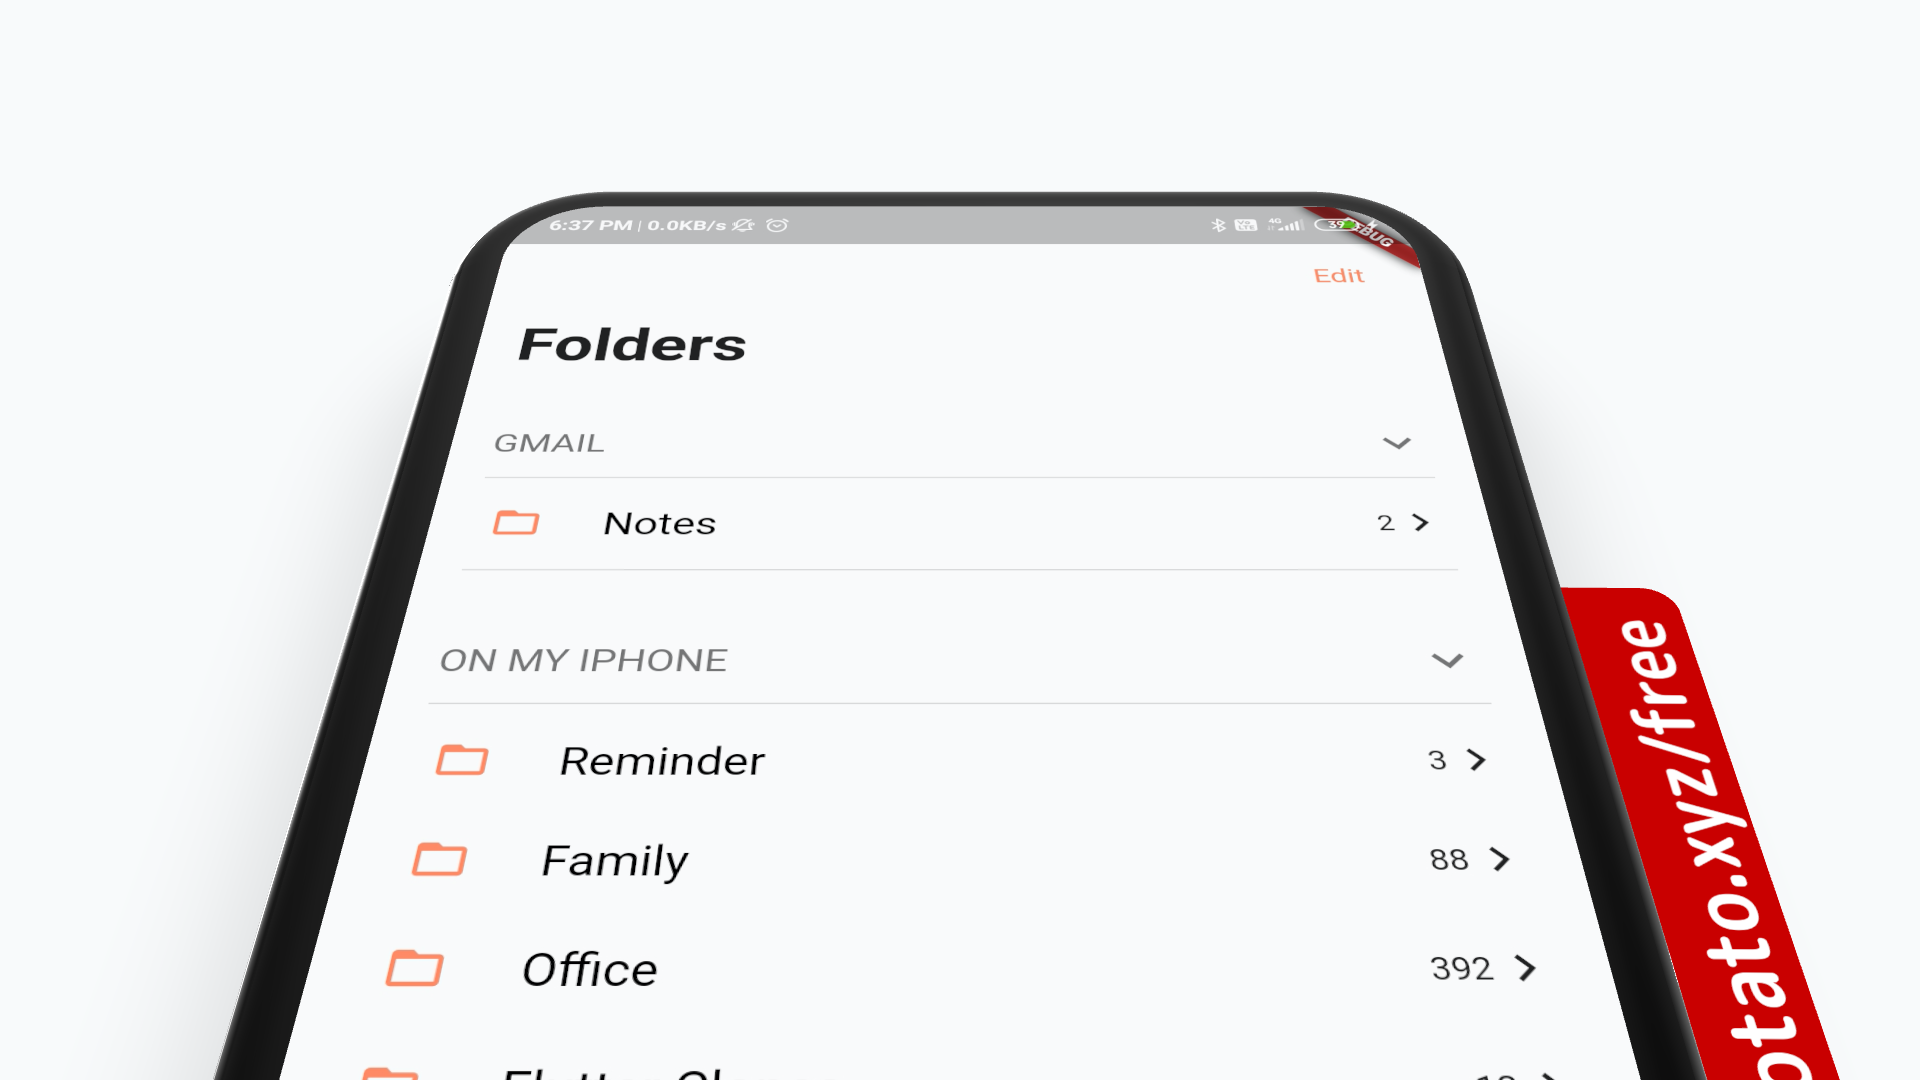 6:37 PM | 0.0KB/s
4G
Edit
Folders
GMAIL
Notes 2
ON MY IPHONE
Reminder 3
Family 88
Office 392
otato.xyz/free